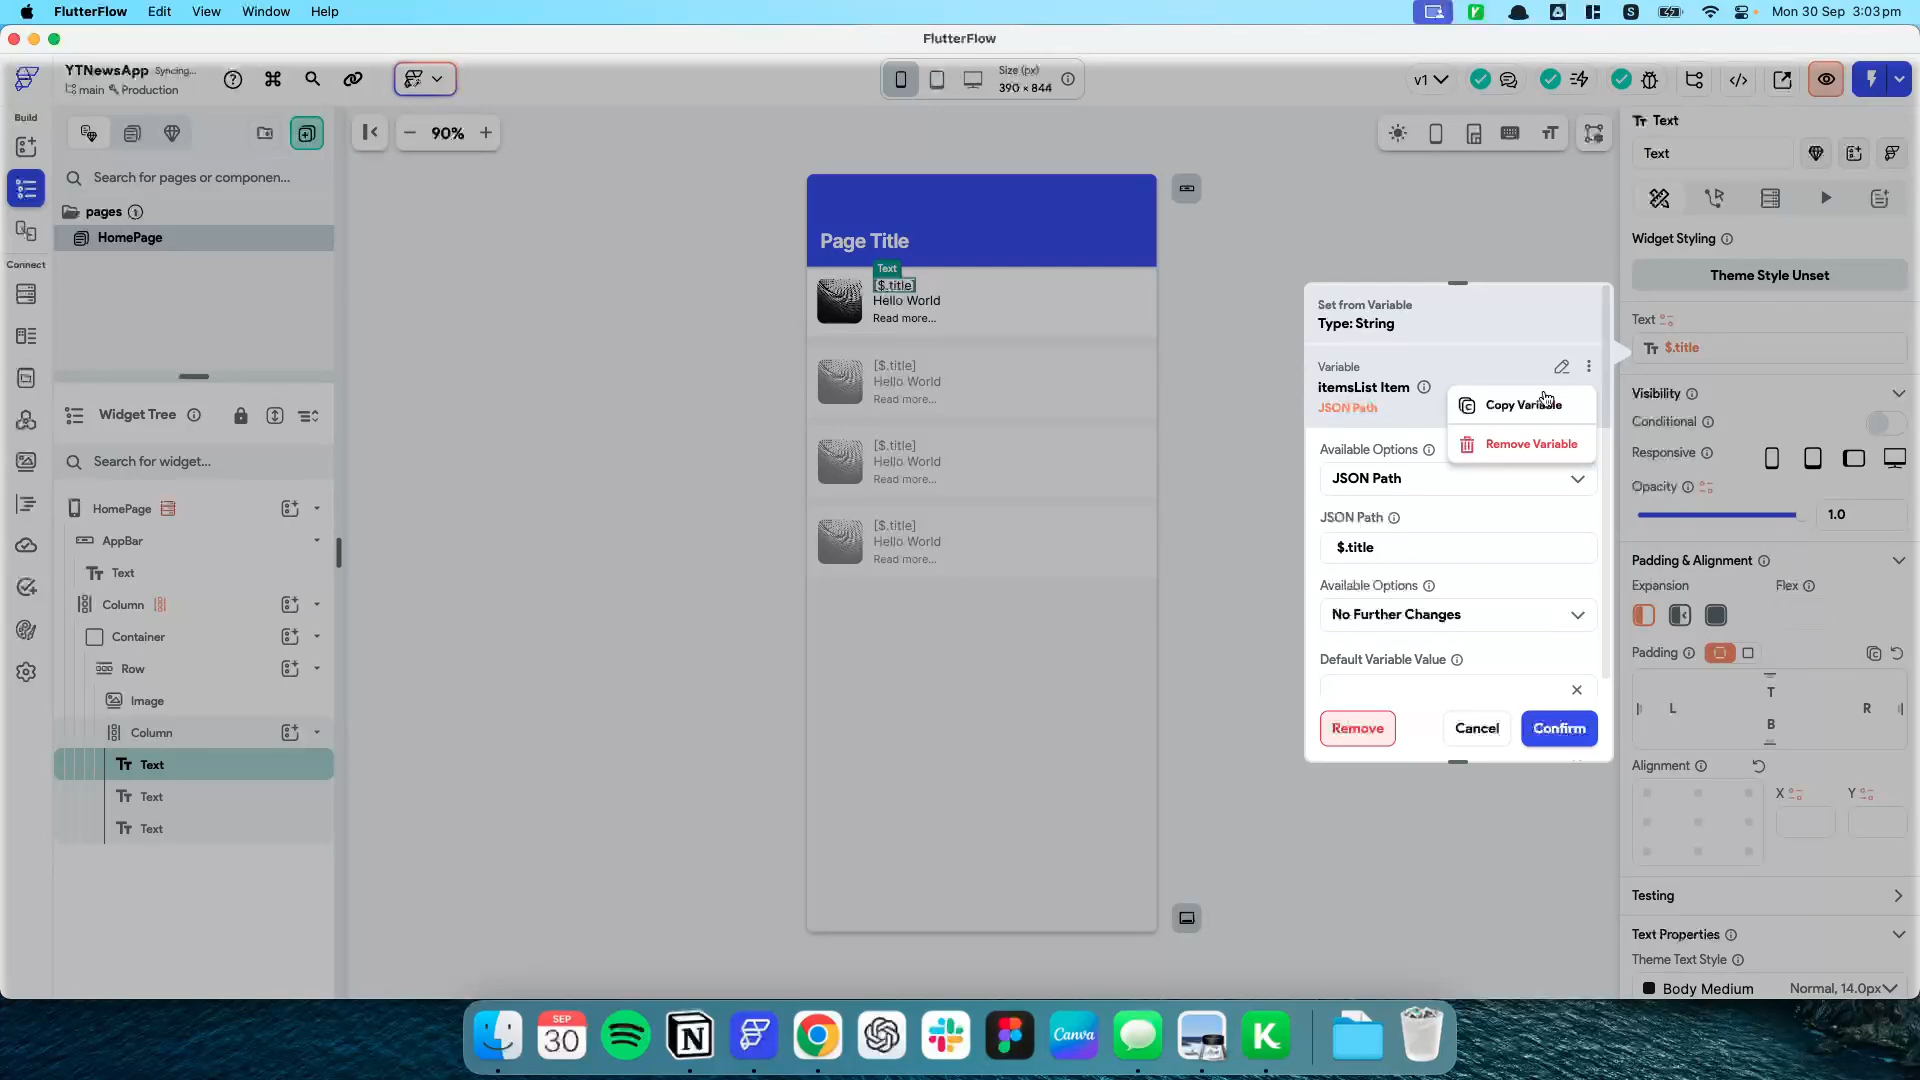 FlutterFlow Edit View Window Help
Mon 30 Sep 3:03pm
FlutterFlow
YTNewsApp Syncing...
main Production
Size (px)
390 × 844
v1
Build
90%
Search for pages or componen...
pages
HomePage
Connect
Widget Tree
Search for widget...
HomePage
AppBar
Text
Column
Container
Row
Image
Column
Text
Text
Text
Page Title
Text
[$.title]
Hello World
Read more...
[$.title]
Hello World
Read more...
[$.title]
Hello World
Read more...
[$.title]
Hello World
Read more...
Set from Variable
Type: String
Variable
itemsList Item
JSON Path
Copy Variable
Remove Variable
Available Options
JSON Path
JSON Path
$.title
Available Options
No Further Changes
Default Variable Value
Remove
Cancel
Confirm
Text
Text
Widget Styling
Theme Style Unset
Text
$.title
Visibility
Conditional
Responsive
Opacity
1.0
Padding & Alignment
Expansion Flex
Padding
T
L R
B
Alignment
X Y
Testing
Text Properties
Theme Text Style
Body Medium Normal, 14.0px
SEP
30
Canva
K